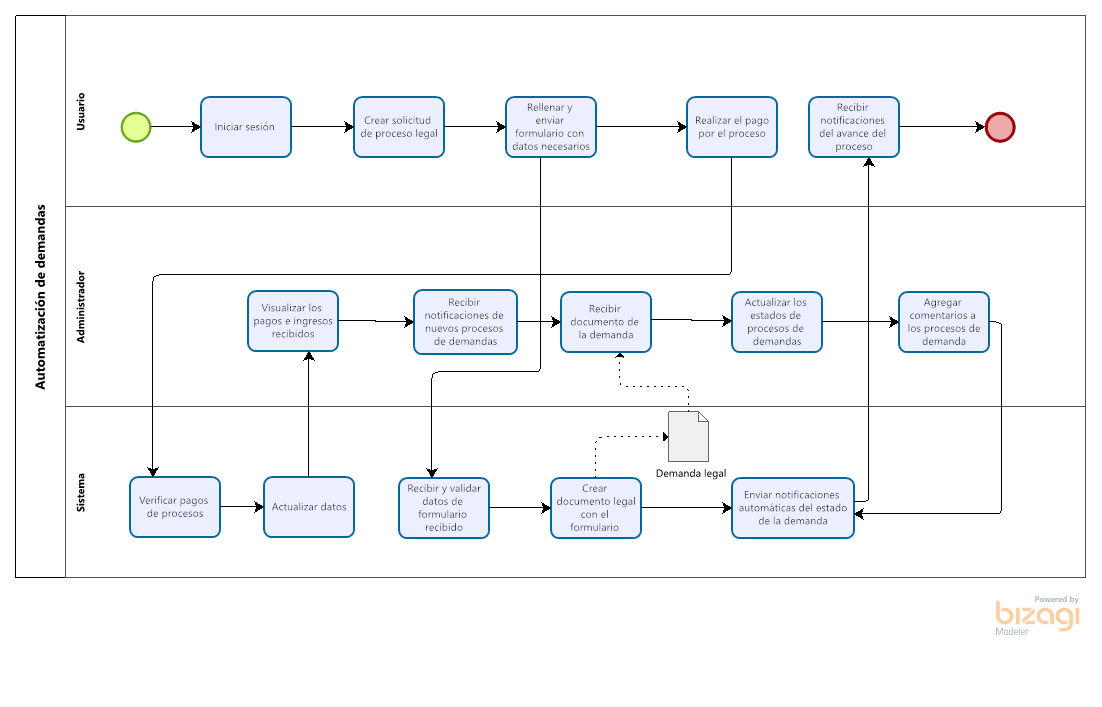 Automatización de demandas
Usuario
Iniciar sesión
Crear solicitud
de proceso legal
Rellenar y
enviar
formulario con
datos necesarios
Realizar el pago
por el proceso
Recibir
notificaciones
del avance del
proceso
Administrador
Visualizar los
pagos e ingresos
recibidos
Recibir
notificaciones de
nuevos procesos
de demandas
Recibir
documento de
la demanda
Actualizar los
estados de
procesos de
demandas
Agregar
comentarios a
los procesos de
demanda
Sistema
Verificar pagos
de procesos
Actualizar datos
Recibir y validar
datos de
formulario
recibido
Crear
documento legal
con el
formulario
Demanda legal
Enviar notificaciones
automáticas del estado
de la demanda
Powered by
bizagi
Modeler